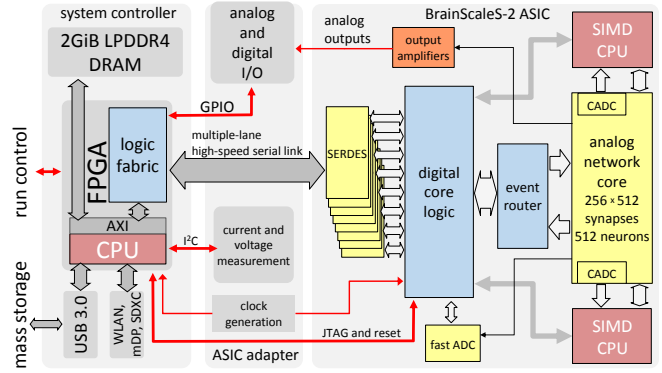 system controller
2GiB LPDDR4
DRAM
FPGA
logic
fabric
AXI
CPU
USB 3.0
WLAN,
mDP, SDXC
run control
mass storage
analog
and
digital
I/O
GPIO
multiple-lane
high-speed serial link
I²C
current and
voltage
measurement
clock
generation
JTAG and reset
ASIC adapter
BrainScaleS-2 ASIC
analog
outputs
output
amplifiers
SERDES
digital
core
logic
event
router
fast ADC
SIMD
CPU
CADC
analog
network
core
256 × 512
synapses
512 neurons
CADC
SIMD
CPU